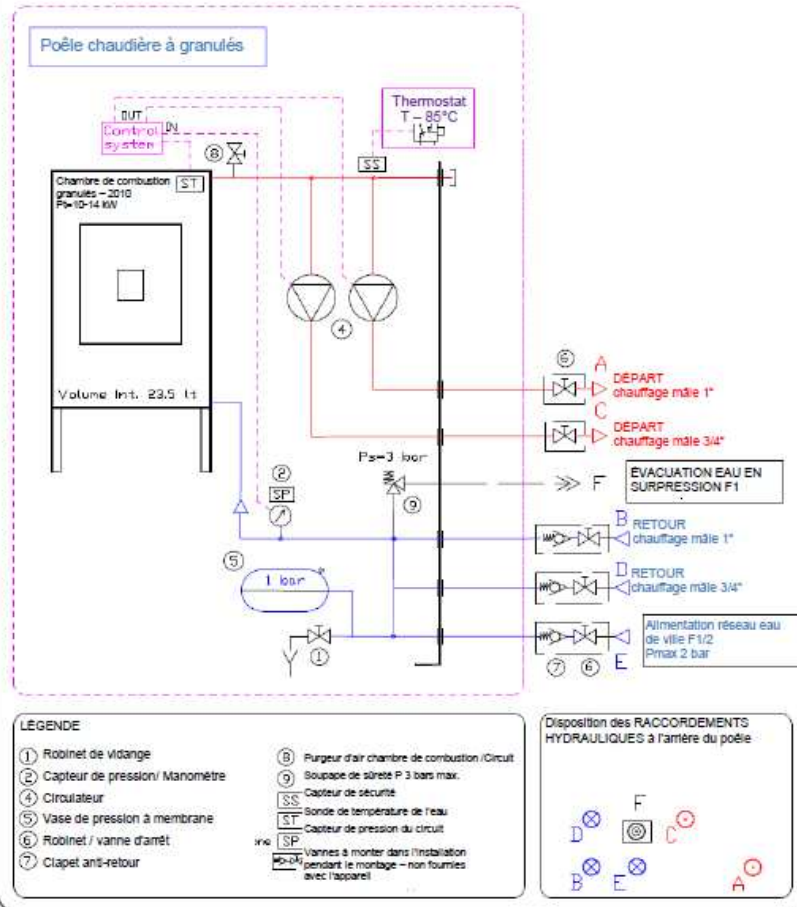 Poêle chaudière à granulés
OUT
Control
system
IN
Thermostat
T – 85°C
8
SS
Chambre de combustion
granulés – 2010
Pt=10-14 kW
ST
4
Volume Int. 23.5 lt
6
A
DÉPART
chauffage mâle 1"
C
DÉPART
chauffage mâle 3/4"
Ps=3 bar
2
SP
9
F
ÉVACUATION EAU EN
SURPRESSION F1
B
RETOUR
chauffage mâle 1"
5
1 bar
D
RETOUR
chauffage mâle 3/4"
1
7
6
E
Alimentation réseau eau
de ville F1/2
Pmax 2 bar
LÉGENDE
1 Robinet de vidange
2 Capteur de pression/ Manomètre
4 Circulateur
5 Vase de pression à membrane
6 Robinet / vanne d'arrêt
7 Clapet anti-retour
8 Purgeur d'air chambre de combustion /Circuit
9 Soupape de sûreté P 3 bars max.
SS Capteur de sécurité
ST Sonde de température de l'eau
SP Capteur de pression du circuit
Vannes à monter dans l'installation
pendant le montage – non fournies
avec l'appareil
Disposition des RACCORDEMENTS
HYDRAULIQUES à l'arrière du poêle
F
D
C
B
E
A